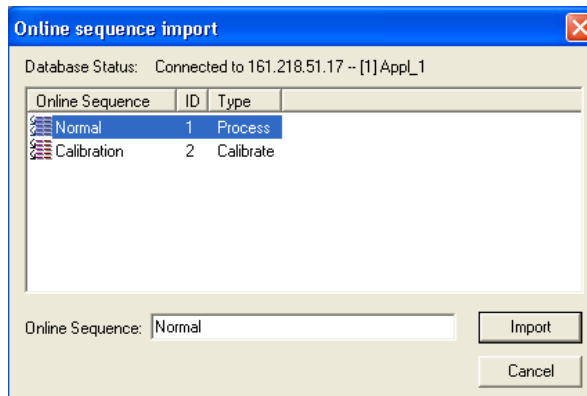 Online sequence import
Database Status: Connected to 161.218.51.17 -- [1] Appl_1
Online Sequence ID Type
Normal 1 Process
Calibration 2 Calibrate
Online Sequence: Normal
Import
Cancel